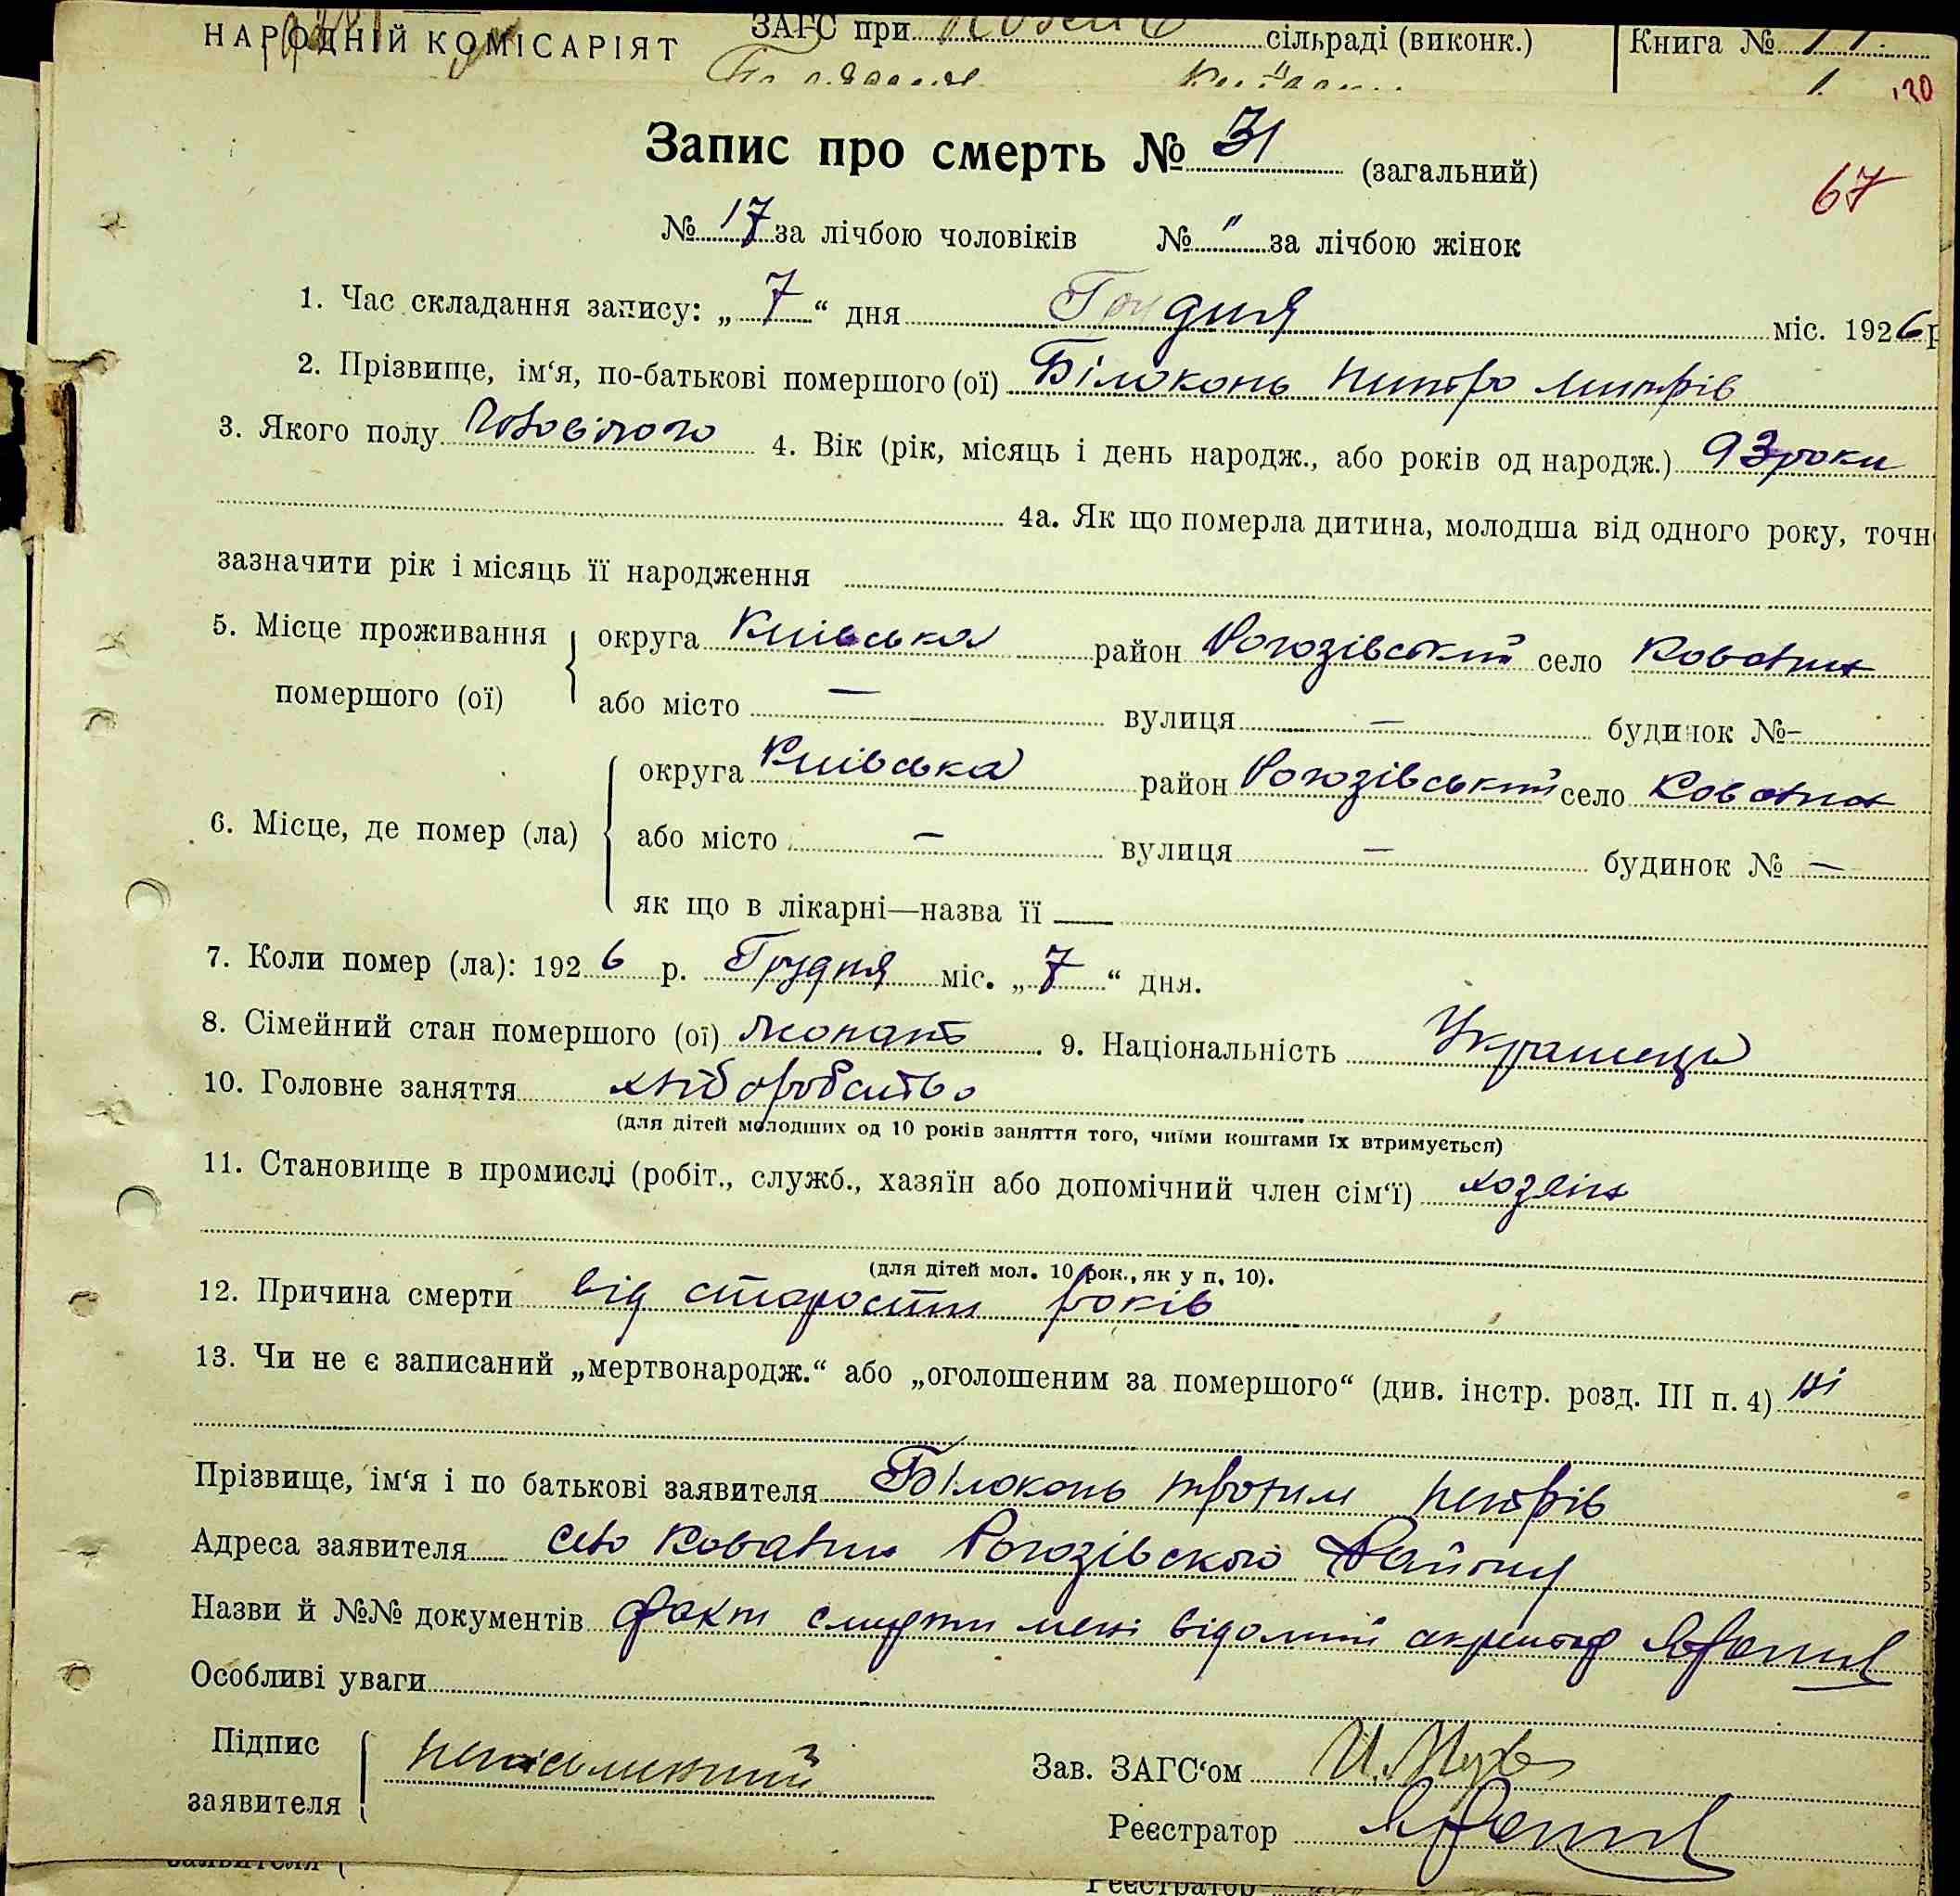 НАРОДНІЙ КОМІСАРІЯТ ЗАГС при сільраді (виконк.) Книга №
1. 120
Запис про смерть № 31 (загальний)
67
№ 17 за лічбою чоловіків № " за лічбою жінок
1. Час складання запису: „ 7 “ дня Грудня міс. 1926 р
2. Прізвище, ім‘я, по-батькові помершого (ої) Білоконь Митрів
3. Якого полу Чоловічого 4. Вік (рік, місяць і день народж., або років од народж.) 93 роки
4а. Як що померла дитина, молодша від одного року, точн
зазначити рік і місяць її народження
5. Місце проживання округа Київська район Рогозівський село Ковалин
помершого (ої) або місто — вулиця — будинок № -
6. Місце, де помер (ла) округа Київська район Рогозівський село Ковалин
або місто — вулиця — будинок № —
як що в лікарні—назва її —
7. Коли помер (ла): 1926 р. Грудня міс. „ 7 “ дня.
8. Сімейний стан помершого (ої) 9. Національність Українець
10. Головне заняття хліборобство
(для дітей молодших од 10 років заняття того, чиїми коштами їх втримується)
11. Становище в промислі (робіт., служб., хазяїн або допомічний член сім‘ї) хозяін
(для дітей мол. 10 рок., як у п. 10).
12. Причина смерти від старости років
13. Чи не є записаний „мертвонародж.“ або „оголошеним за помершого“ (див. інстр. розд. III п. 4) ні
Прізвище, ім‘я і по батькові заявителя Білоконь Трохим Петрів
Адреса заявителя село Ковалин Рогозівского Району
Назви й №№ документів факт смерти мені відомий
Особливі уваги
Підпис заявителя неписьменний Зав. ЗАГС‘ом
Реєстратор
заявителя
Реєстратор